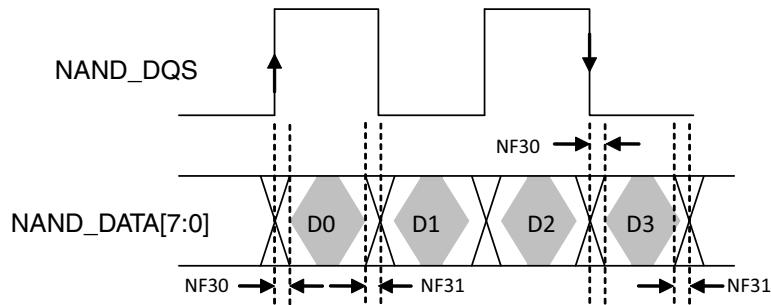 NAND_DQS
NF30
NAND_DATA[7:0] D0 D1 D2 D3
NF30 NF31 NF31